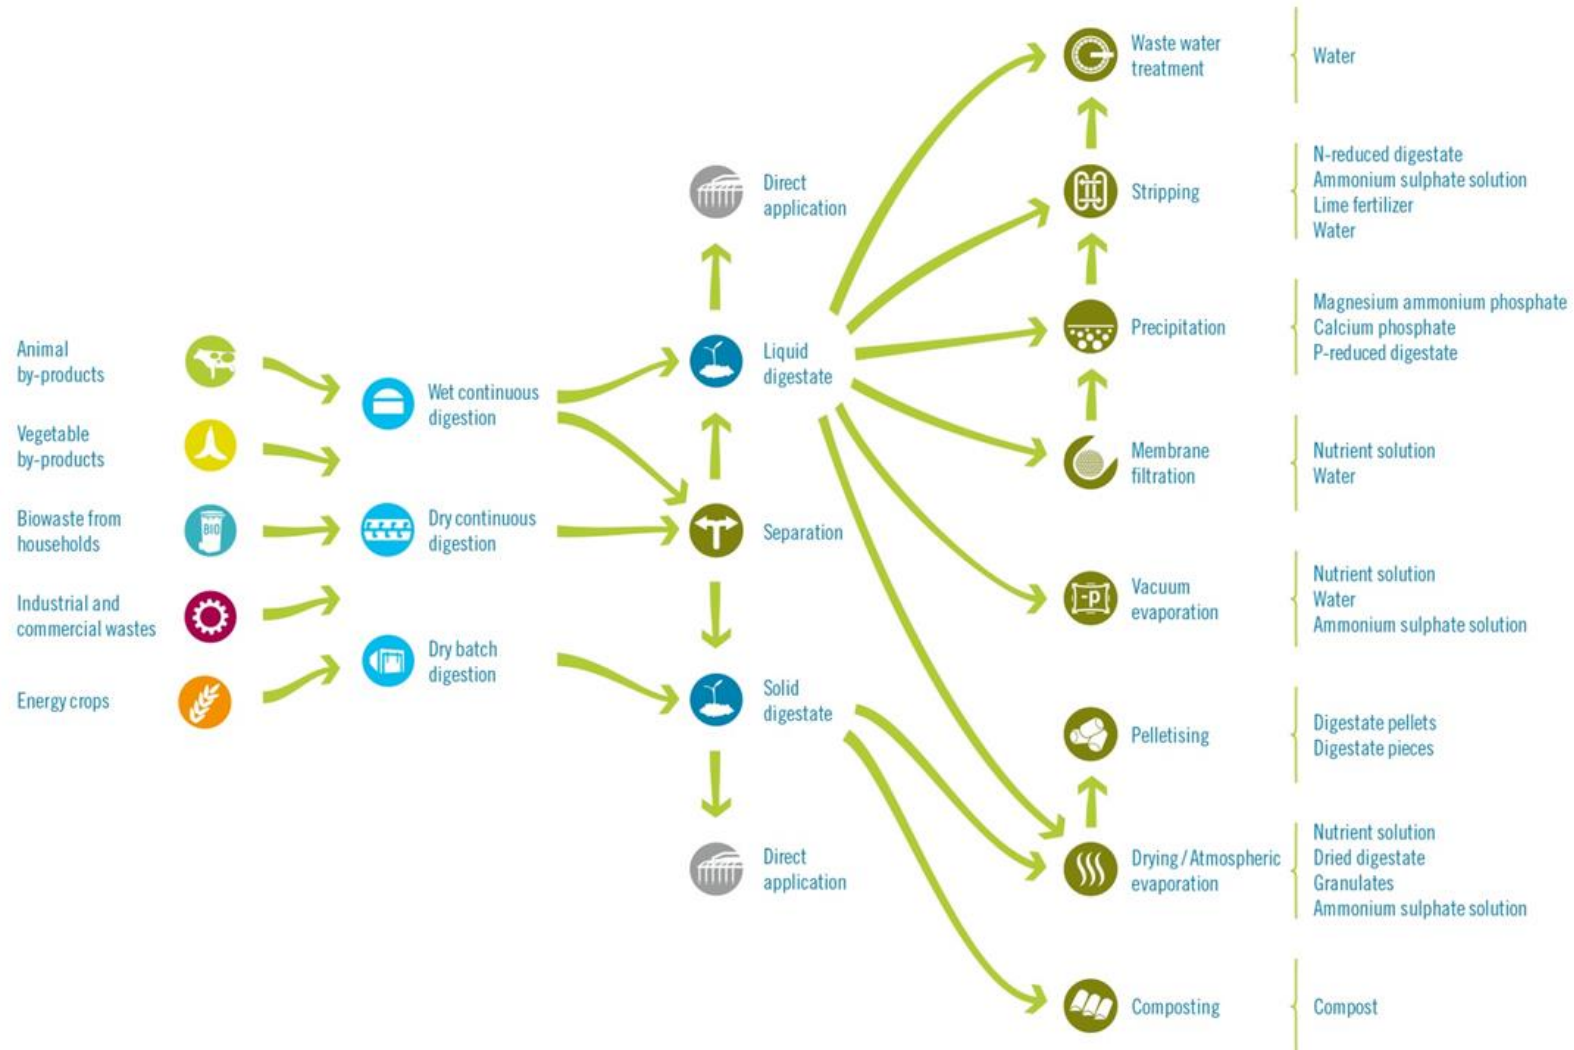 Animal
by-products
Vegetable
by-products
Biowaste from
households
BIO
Industrial and
commercial wastes
Energy crops
Wet continuous
digestion
Dry continuous
digestion
Dry batch
digestion
Direct
application
Liquid
digestate
Separation
Solid
digestate
Direct
application
Waste water
treatment
Stripping
Precipitation
Membrane
filtration
Vacuum
evaporation
-p
Pelletising
Drying / Atmospheric
evaporation
Composting
Water
N-reduced digestate
Ammonium sulphate solution
Lime fertilizer
Water
Magnesium ammonium phosphate
Calcium phosphate
P-reduced digestate
Nutrient solution
Water
Nutrient solution
Water
Ammonium sulphate solution
Digestate pellets
Digestate pieces
Nutrient solution
Dried digestate
Granulates
Ammonium sulphate solution
Compost